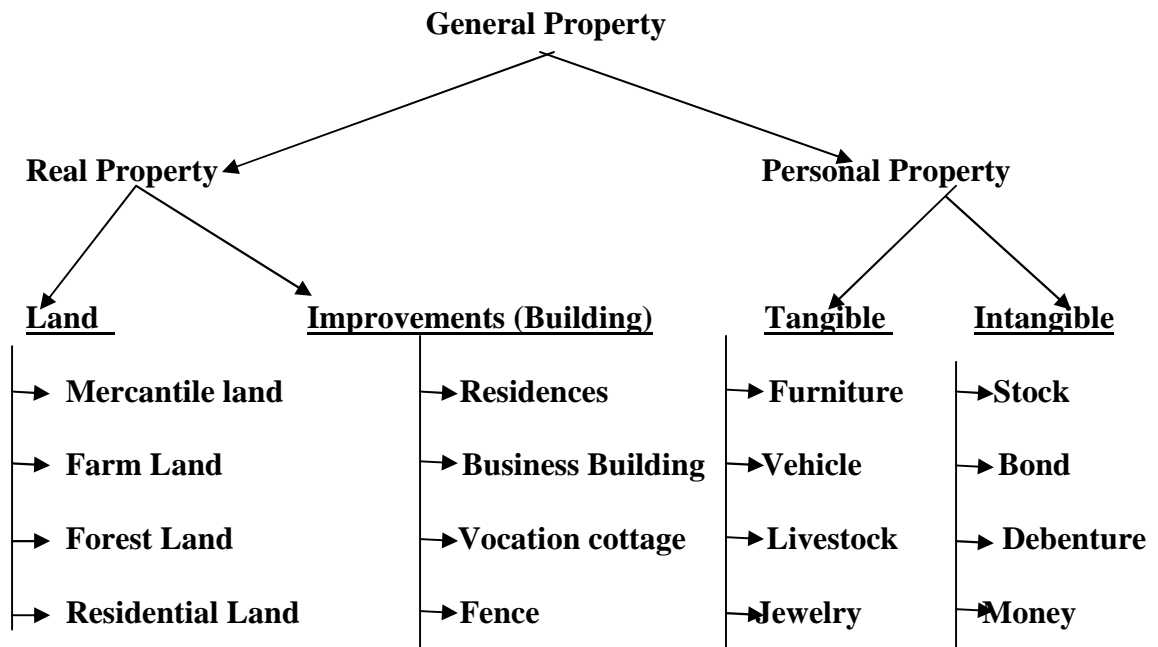 General Property
Real Property Personal Property
Land Improvements (Building) Tangible Intangible
Mercantile land Residences Furniture Stock
Farm Land Business Building Vehicle Bond
Forest Land Vocation cottage Livestock Debenture
Residential Land Fence Jewelry Money